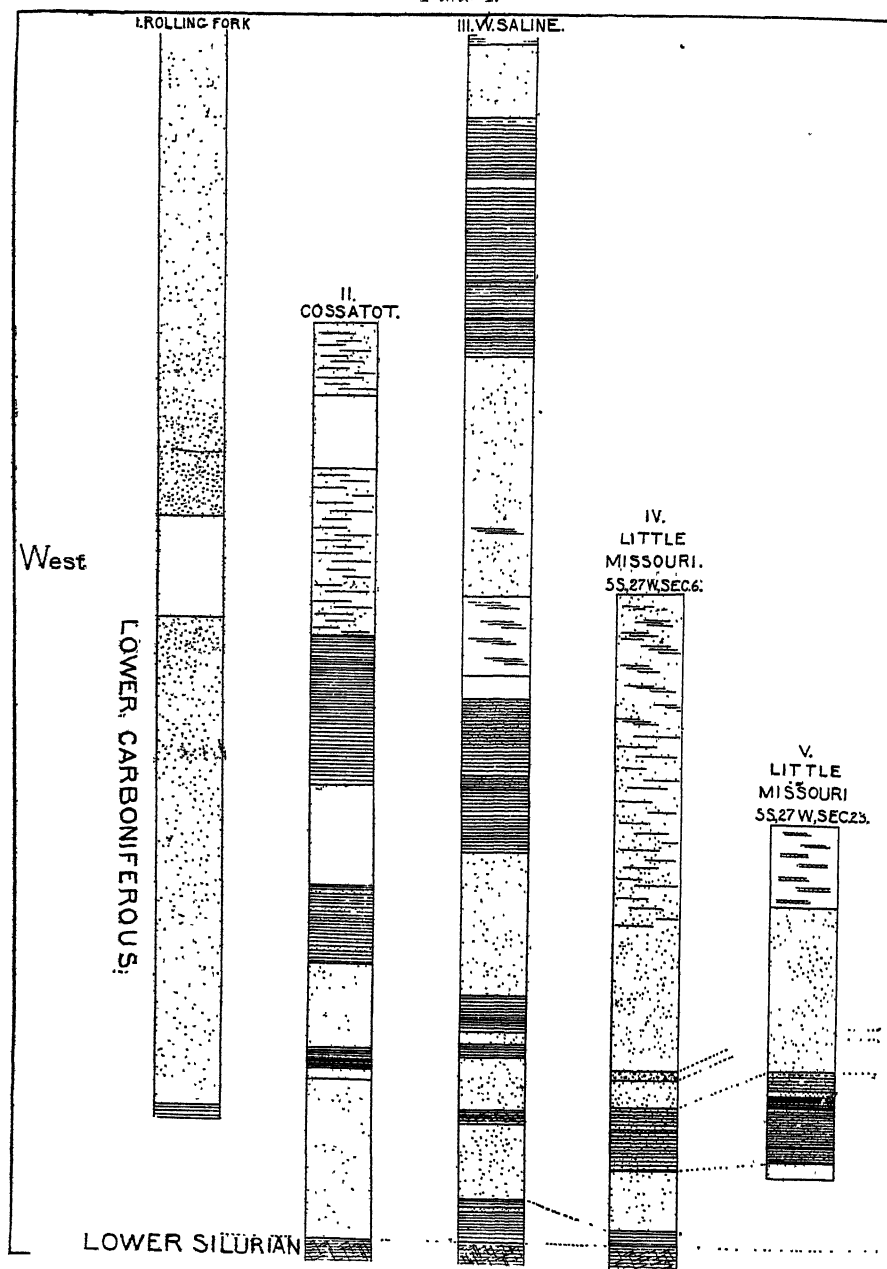 I. ROLLING FORK
III. W. SALINE.
II.
COSSATOT.
IV.
LITTLE
MISSOURI.
5S, 27W, SEC. 6.
West
V.
LITTLE
MISSOURI
5S, 27 W, SEC. 23.
LOWER CARBONIFEROUS;
LOWER SILURIAN